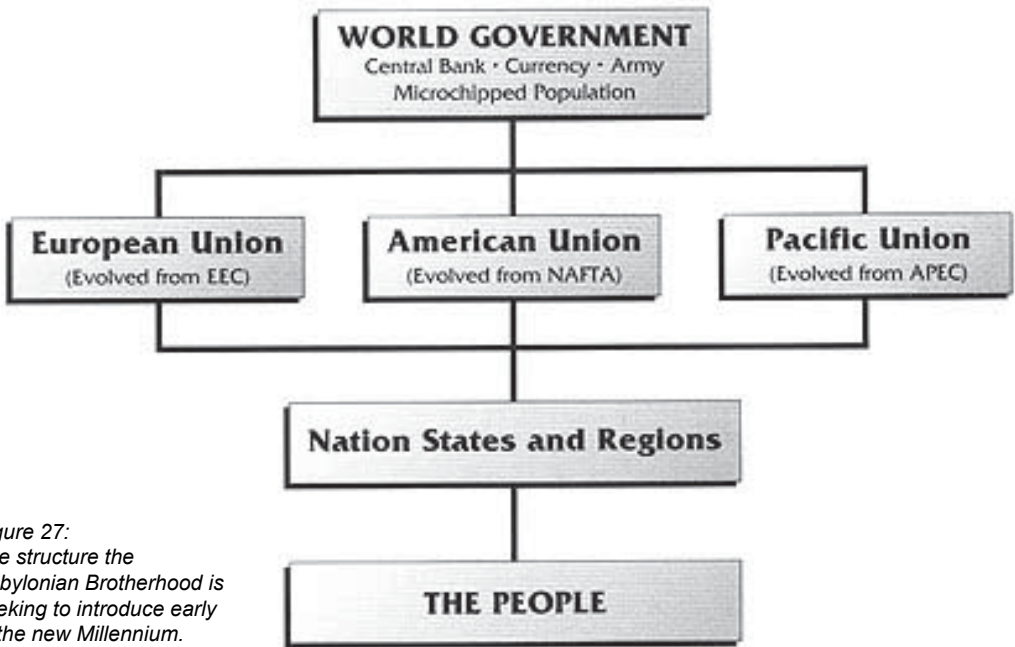 WORLD GOVERNMENT
Central Bank · Currency · Army
Microchipped Population
European Union
(Evolved from EEC)
American Union
(Evolved from NAFTA)
Pacific Union
(Evolved from APEC)
Nation States and Regions
THE PEOPLE
gure 27:
e structure the
bylonian Brotherhood is
eking to introduce early
the new Millennium.